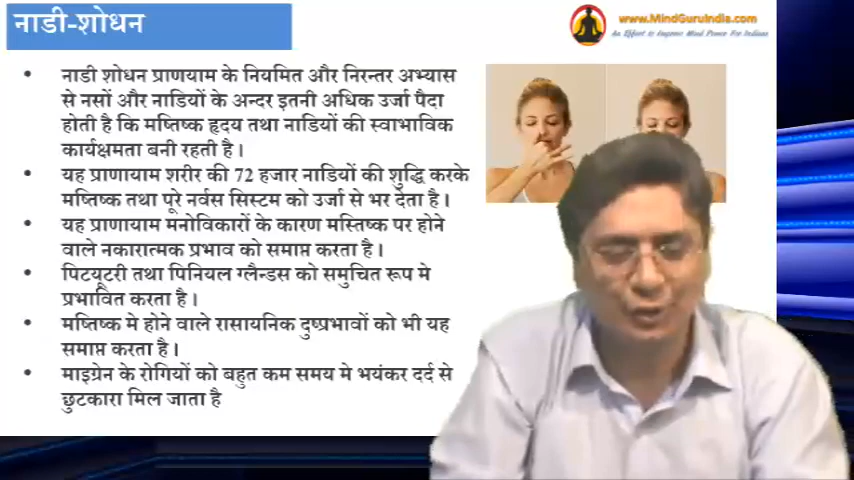 नाडी-शोधन
www.MindGuruIndia.com
An Effort to Improve Mind Power For Indians
• नाडी शोधन प्राणयाम के नियमित और निरन्तर अभ्यास
से नसों और नाडियों के अन्दर इतनी अधिक उर्जा पैदा
होती है कि मष्तिष्क हृदय तथा नाडियों की स्वाभाविक
कार्यक्षमता बनी रहती है।
• यह प्राणायाम शरीर की 72 हजार नाडियों की शुद्धि करके
मष्तिष्क तथा पूरे नर्वस सिस्टम को उर्जा से भर देता है।
• यह प्राणायाम मनोविकारों के कारण मस्तिष्क पर होने
वाले नकारात्मक प्रभाव को समाप्त करता है।
• पिटयूटरी तथा पिनियल ग्लैन्डस को समुचित रूप मे
प्रभावित करता है।
• मष्तिष्क मे होने वाले रासायनिक दुष्प्रभावों को भी यह
समाप्त करता है।
• माइग्रेन के रोगियों को बहुत कम समय मे भयंकर दर्द से
छुटकारा मिल जाता है